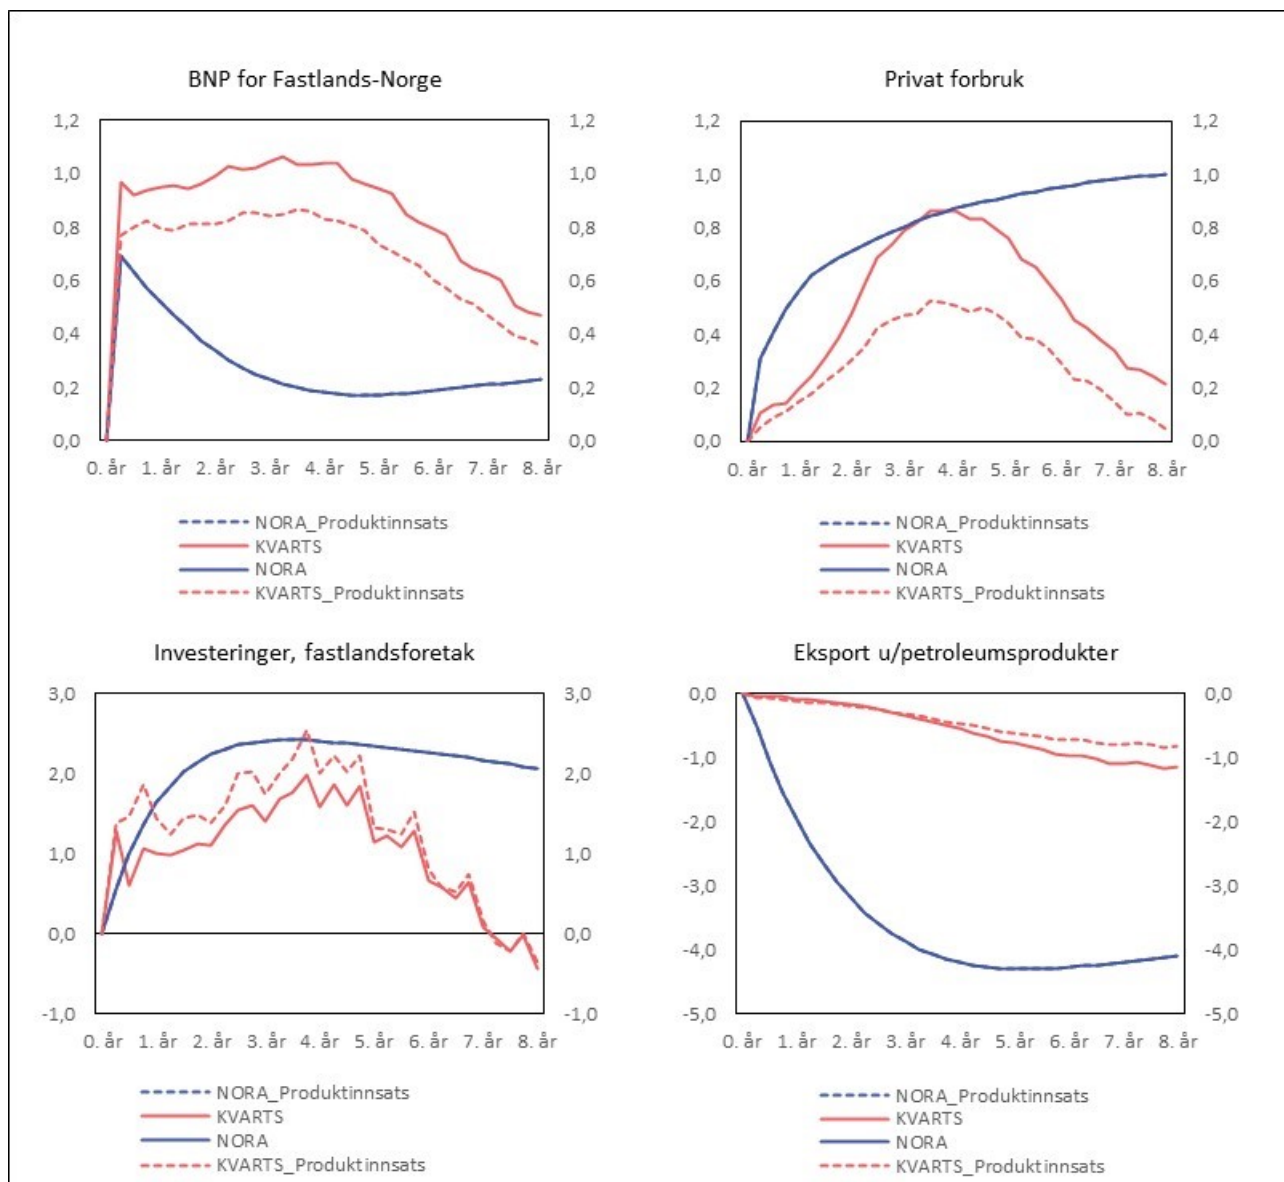 BNP for Fastlands-Norge
1,2 1,2
1,0 1,0
0,8 0,8
0,6 0,6
0,4 0,4
0,2 0,2
0,0 0,0
0. år 1. år 2. år 3. år 4. år 5. år 6. år 7. år 8. år
NORA_Produktinnsats
KVARTS
NORA
KVARTS_Produktinnsats
Privat forbruk
1,2 1,2
1,0 1,0
0,8 0,8
0,6 0,6
0,4 0,4
0,2 0,2
0,0 0,0
0. år 1. år 2. år 3. år 4. år 5. år 6. år 7. år 8. år
NORA_Produktinnsats
KVARTS
NORA
KVARTS_Produktinnsats
Investeringer, fastlandsforetak
3,0 3,0
2,0 2,0
1,0 1,0
0,0 0,0
-1,0 -1,0
0. år 1. år 2. år 3. år 4. år 5. år 6. år 7. år 8. år
NORA_Produktinnsats
KVARTS
NORA
KVARTS_Produktinnsats
Eksport u/petroleumsprodukter
0,0 0,0
-1,0 -1,0
-2,0 -2,0
-3,0 -3,0
-4,0 -4,0
-5,0 -5,0
0. år 1. år 2. år 3. år 4. år 5. år 6. år 7. år 8. år
NORA_Produktinnsats
KVARTS
NORA
KVARTS_Produktinnsats